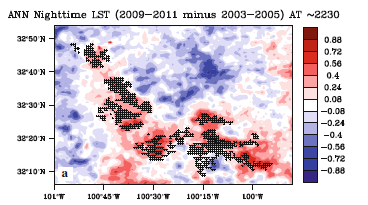 ANN Nighttime LST (2009−2011 minus 2003−2005) AT ~2230
32°50'N
32°40'N
32°30'N
32°20'N
32°10'N
a
101°W
100°45'W
100°30'W
100°15'W
100°W
0.88
0.72
0.56
0.4
0.24
0.08
−0.08
−0.24
−0.4
−0.56
−0.72
−0.88